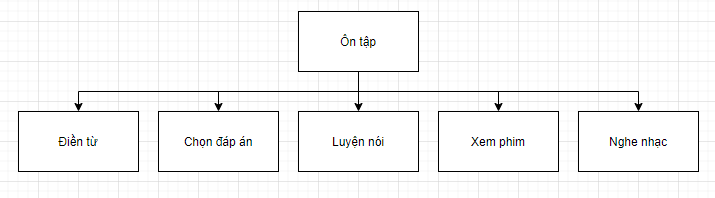 Ôn tập
Điền từ
Chọn đáp án
Luyện nói
Xem phim
Nghe nhạc